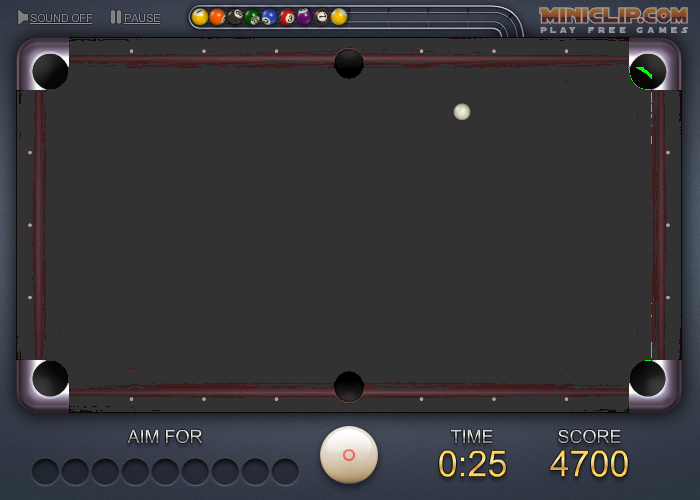 SOUND OFF
PAUSE
MINICLIP.COM
PLAY FREE GAMES
AIM FOR
TIME
SCORE
0:25
4700